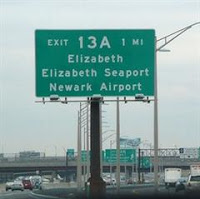 EXIT 13A 1 MI
Elizabeth
Elizabeth Seaport
Newark Airport